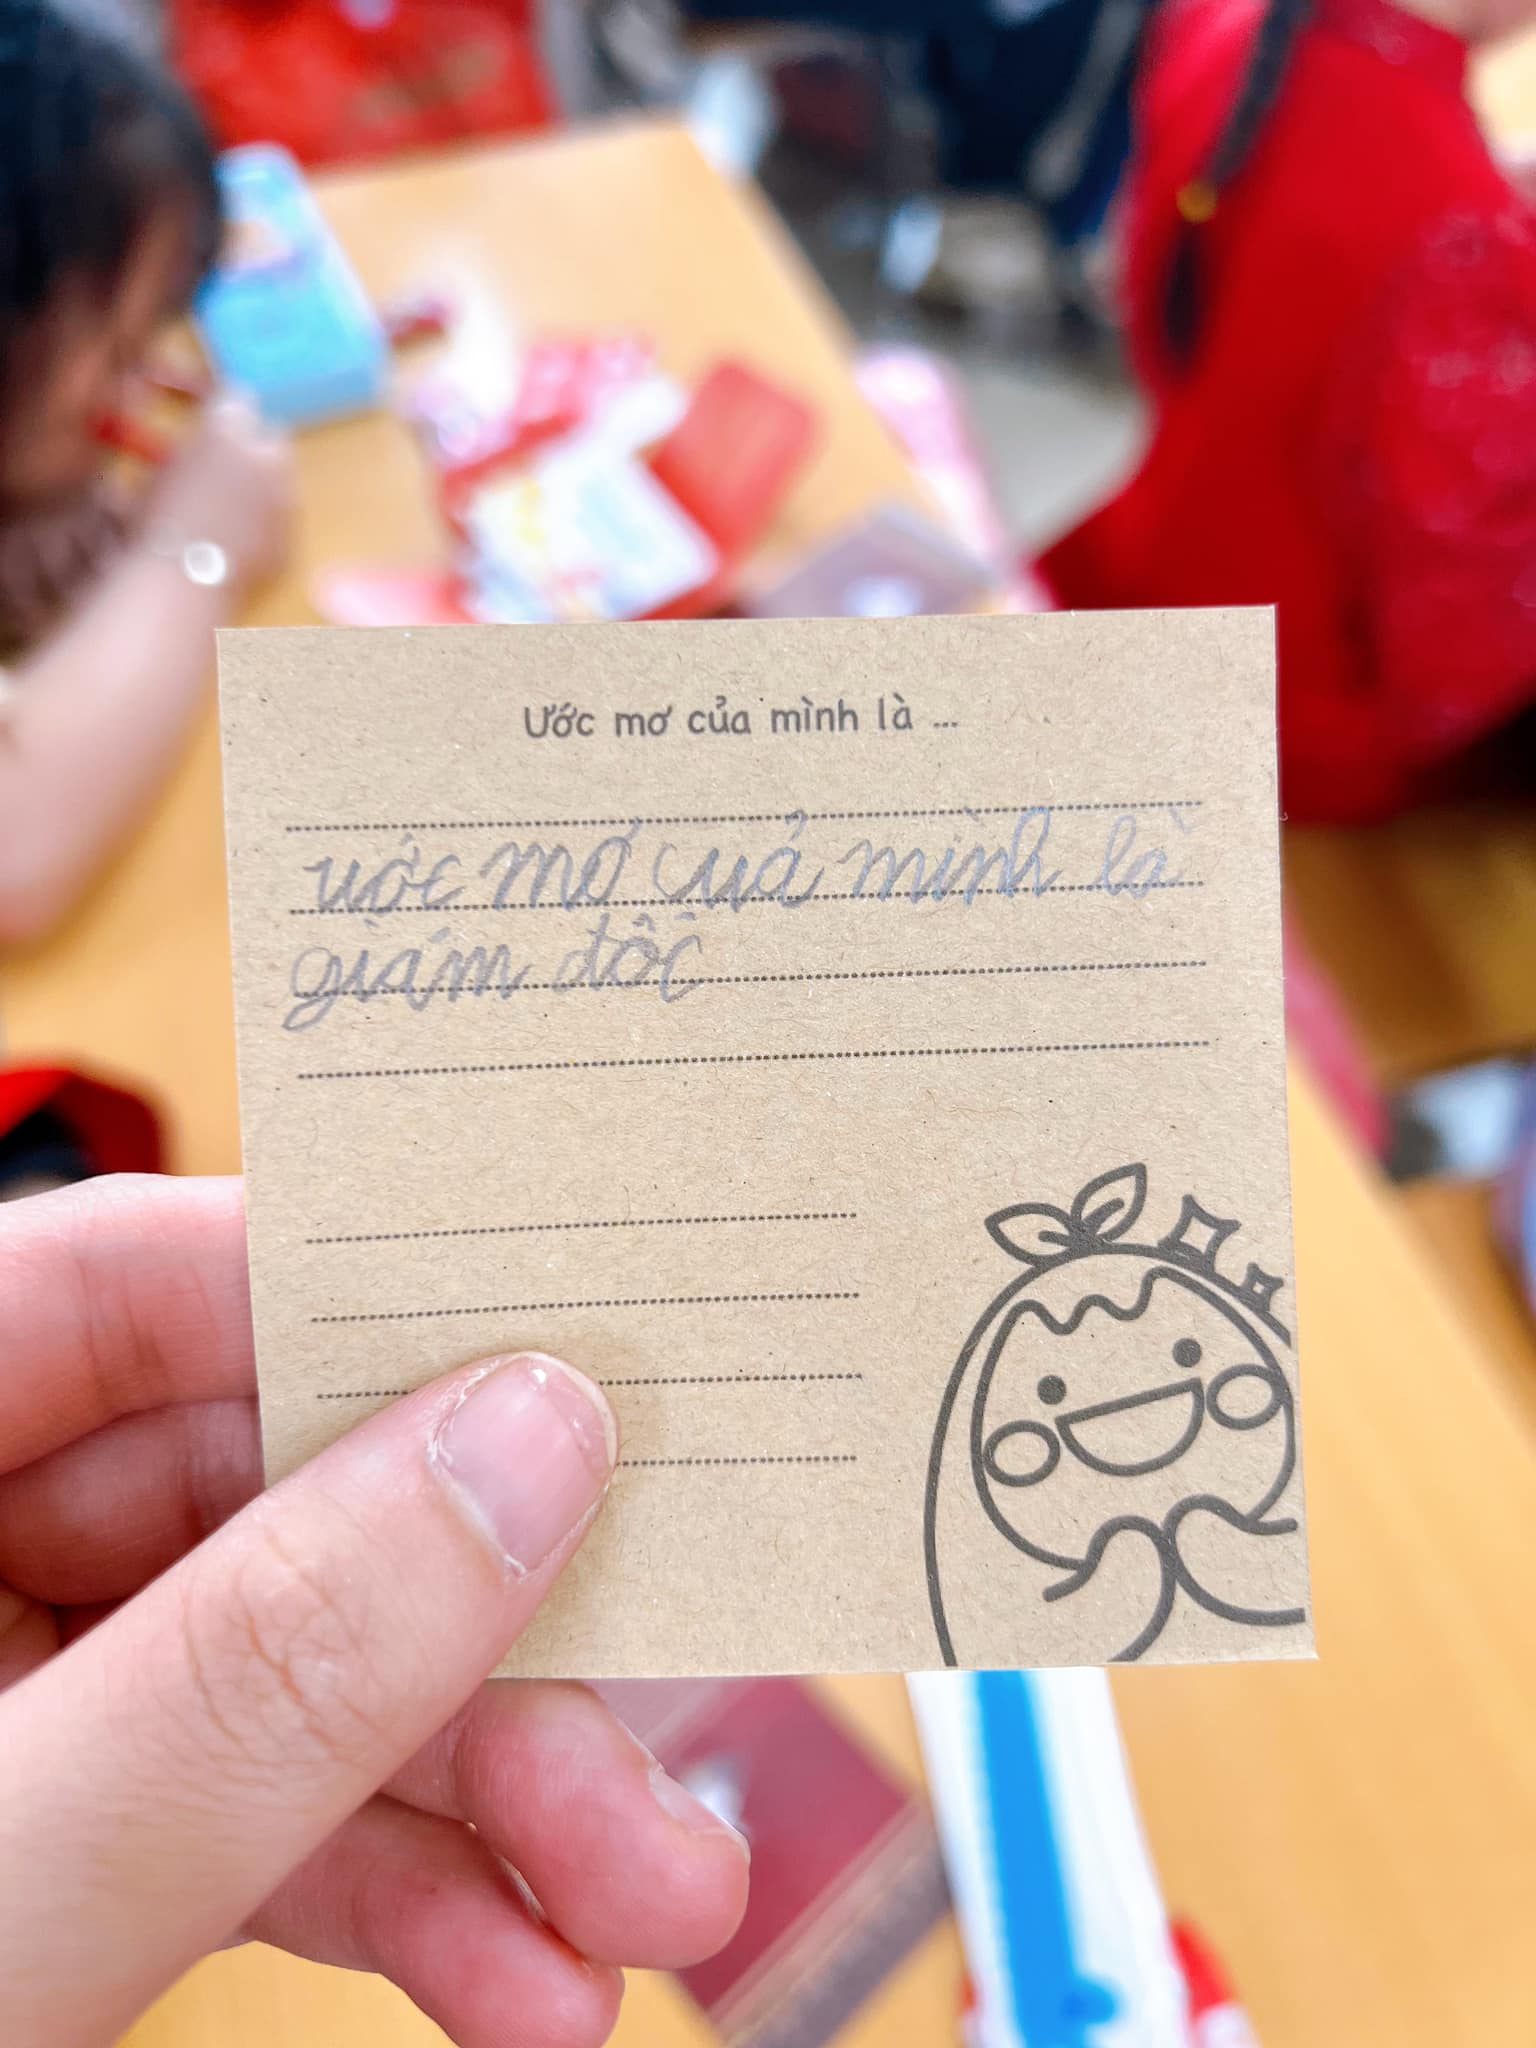 Ước mơ của mình là ...
ước mơ cuả mình là
giám đốc